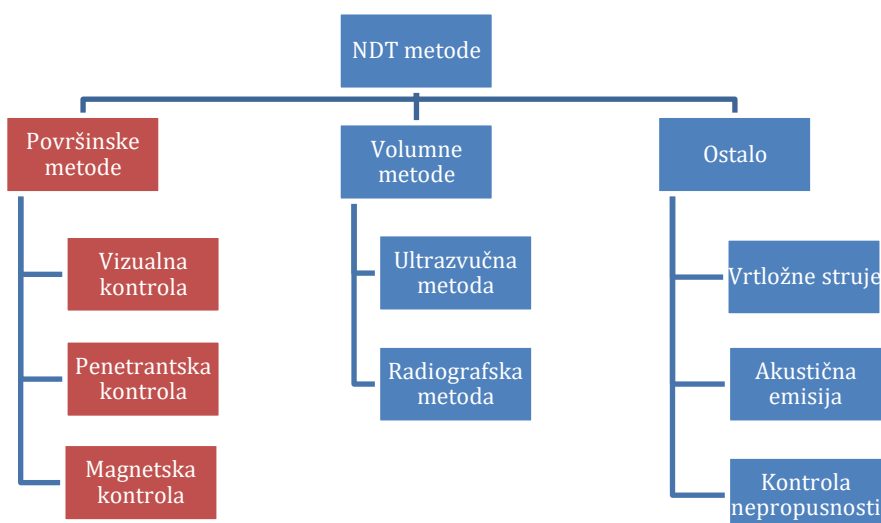 NDT metode
Površinske
metode
Vizualna
kontrola
Penetrantska
kontrola
Magnetska
kontrola
Volumne
metode
Ultrazvučna
metoda
Radiografska
metoda
Ostalo
Vrtložne struje
Akustična
emisija
Kontrola
nepropusnosti